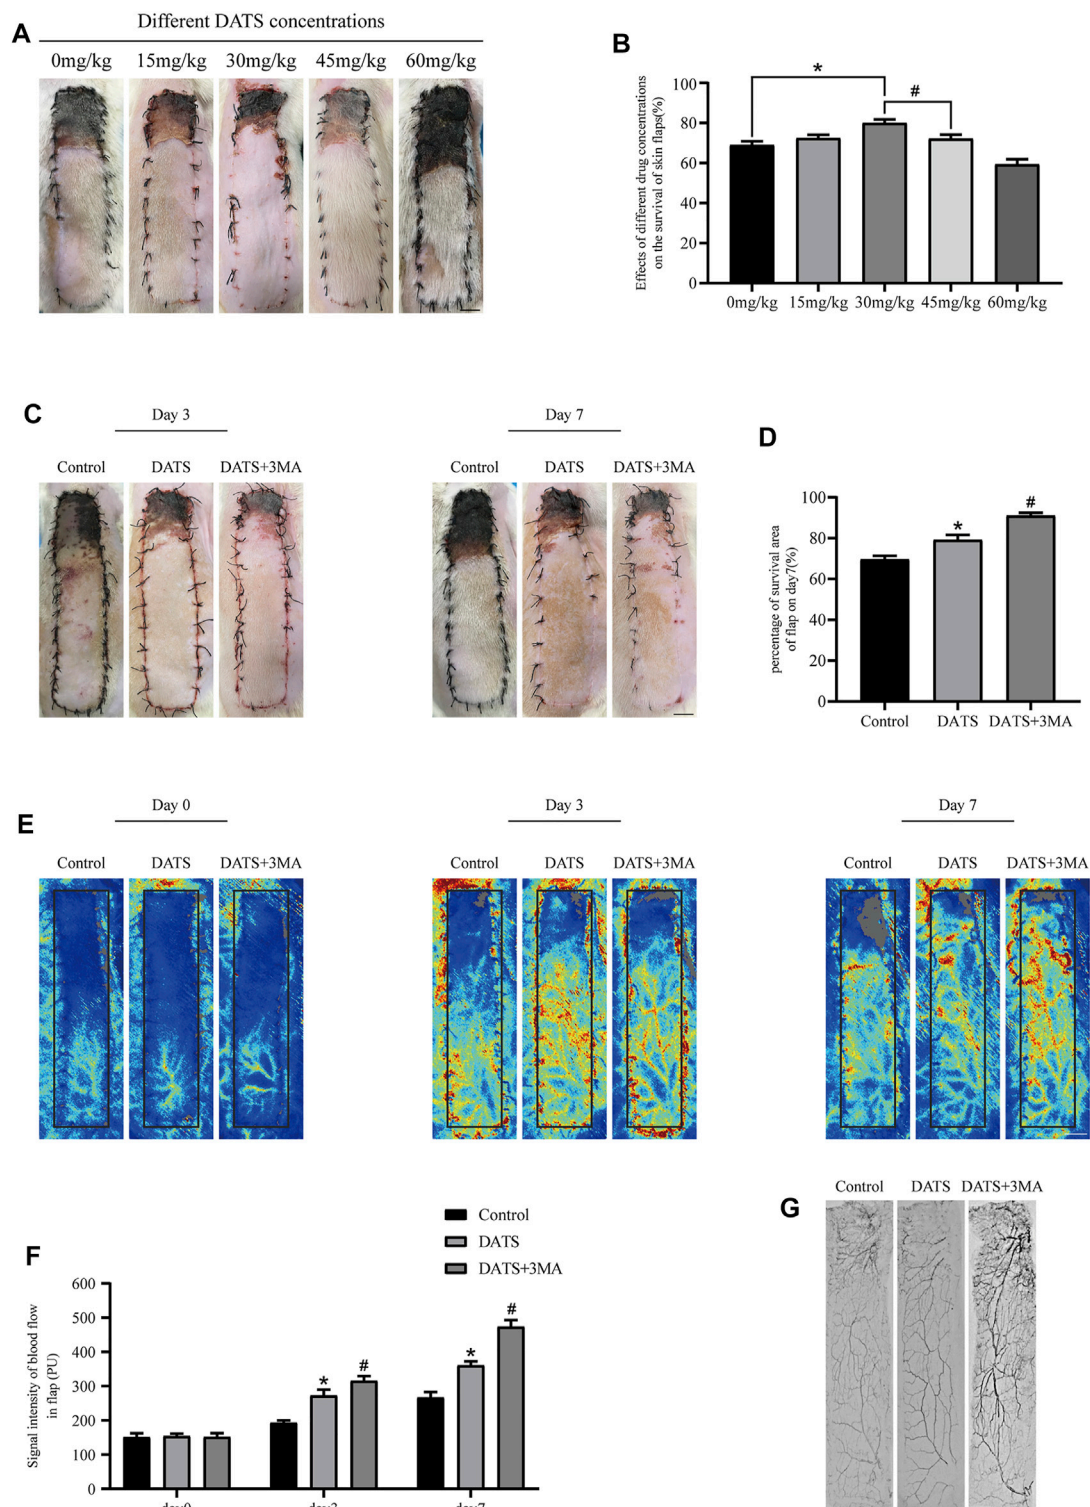 A
Different DATS concentrations
0mg/kg 15mg/kg 30mg/kg 45mg/kg 60mg/kg
B
Effects of different drug concentrations
on the survival of skin flaps(%)
100
80
60
40
20
0
*
#
0mg/kg 15mg/kg 30mg/kg 45mg/kg 60mg/kg
C
Day 3
Control DATS DATS+3MA
Day 7
Control DATS DATS+3MA
D
percentage of survival area
of flap on day7(%)
100
80
60
40
20
0
*
#
Control DATS DATS+3MA
E
Day 0
Control DATS DATS+3MA
Day 3
Control DATS DATS+3MA
Day 7
Control DATS DATS+3MA
F
Control
DATS
DATS+3MA
Signal intensity of blood flow
in flap (PU)
600
500
400
300
200
100
0
*
#
*
#
day0 day3 day7
G
Control DATS DATS+3MA